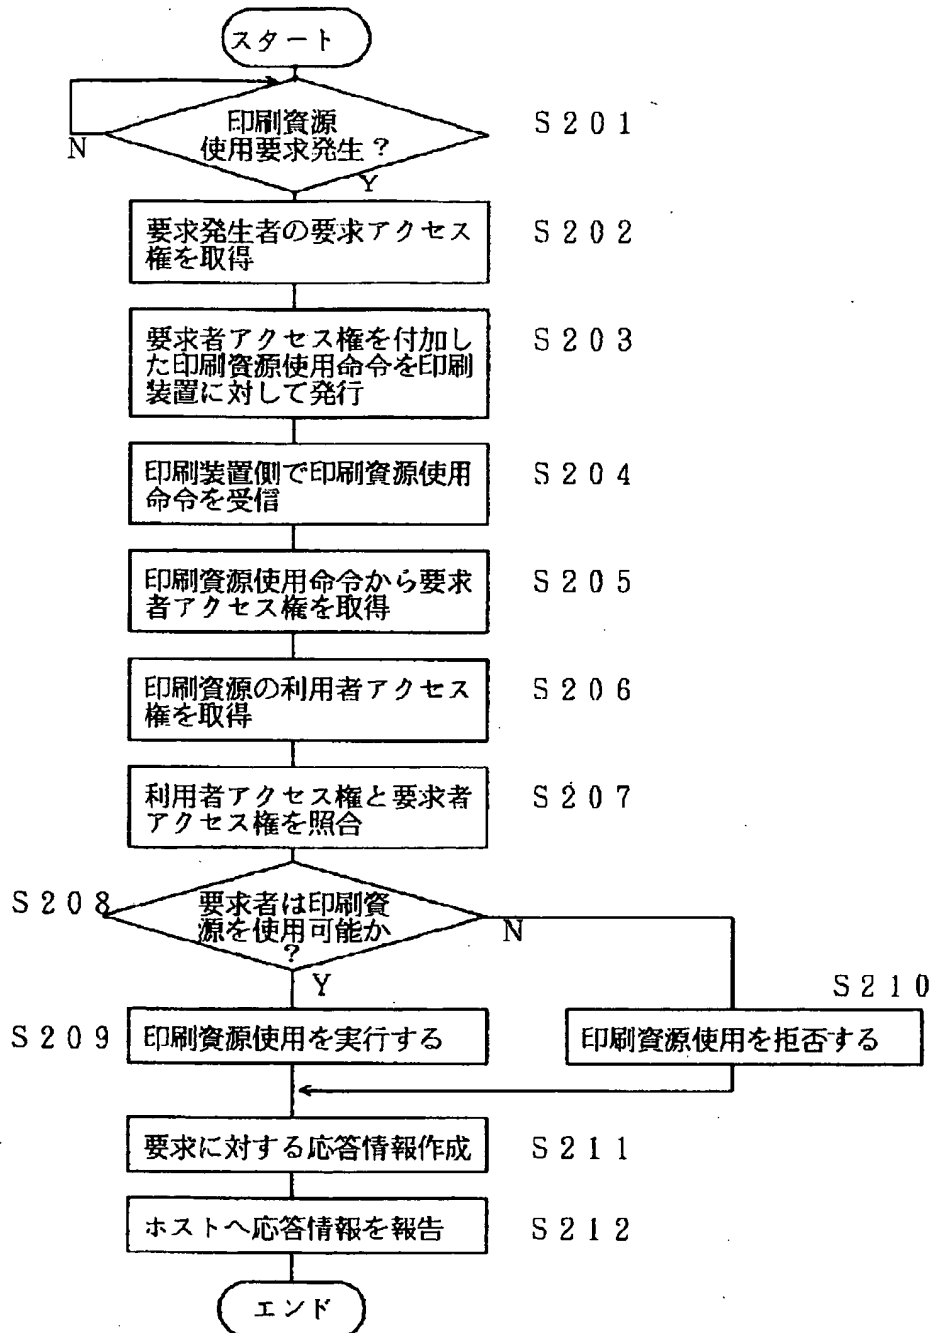 スタート
印刷資源
使用要求発生？
S201
N
Y
要求発生者の要求アクセス
権を取得
S202
要求者アクセス権を付加し
た印刷資源使用命令を印刷
装置に対して発行
S203
印刷装置側で印刷資源使用
命令を受信
S204
印刷資源使用命令から要求
者アクセス権を取得
S205
印刷資源の利用者アクセス
権を取得
S206
利用者アクセス権と要求者
アクセス権を照合
S207
S208
要求者は印刷資
源を使用可能か
？
N
Y
S210
S209
印刷資源使用を実行する
印刷資源使用を拒否する
要求に対する応答情報作成
S211
ホストへ応答情報を報告
S212
エンド